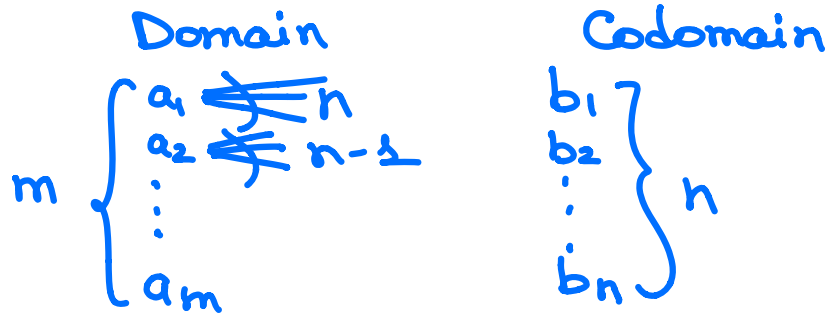 Domain Codomain
a₁ n b₁
a₂ n-1 b₂
m ⋮ ⋮ n
aₘ bₙ